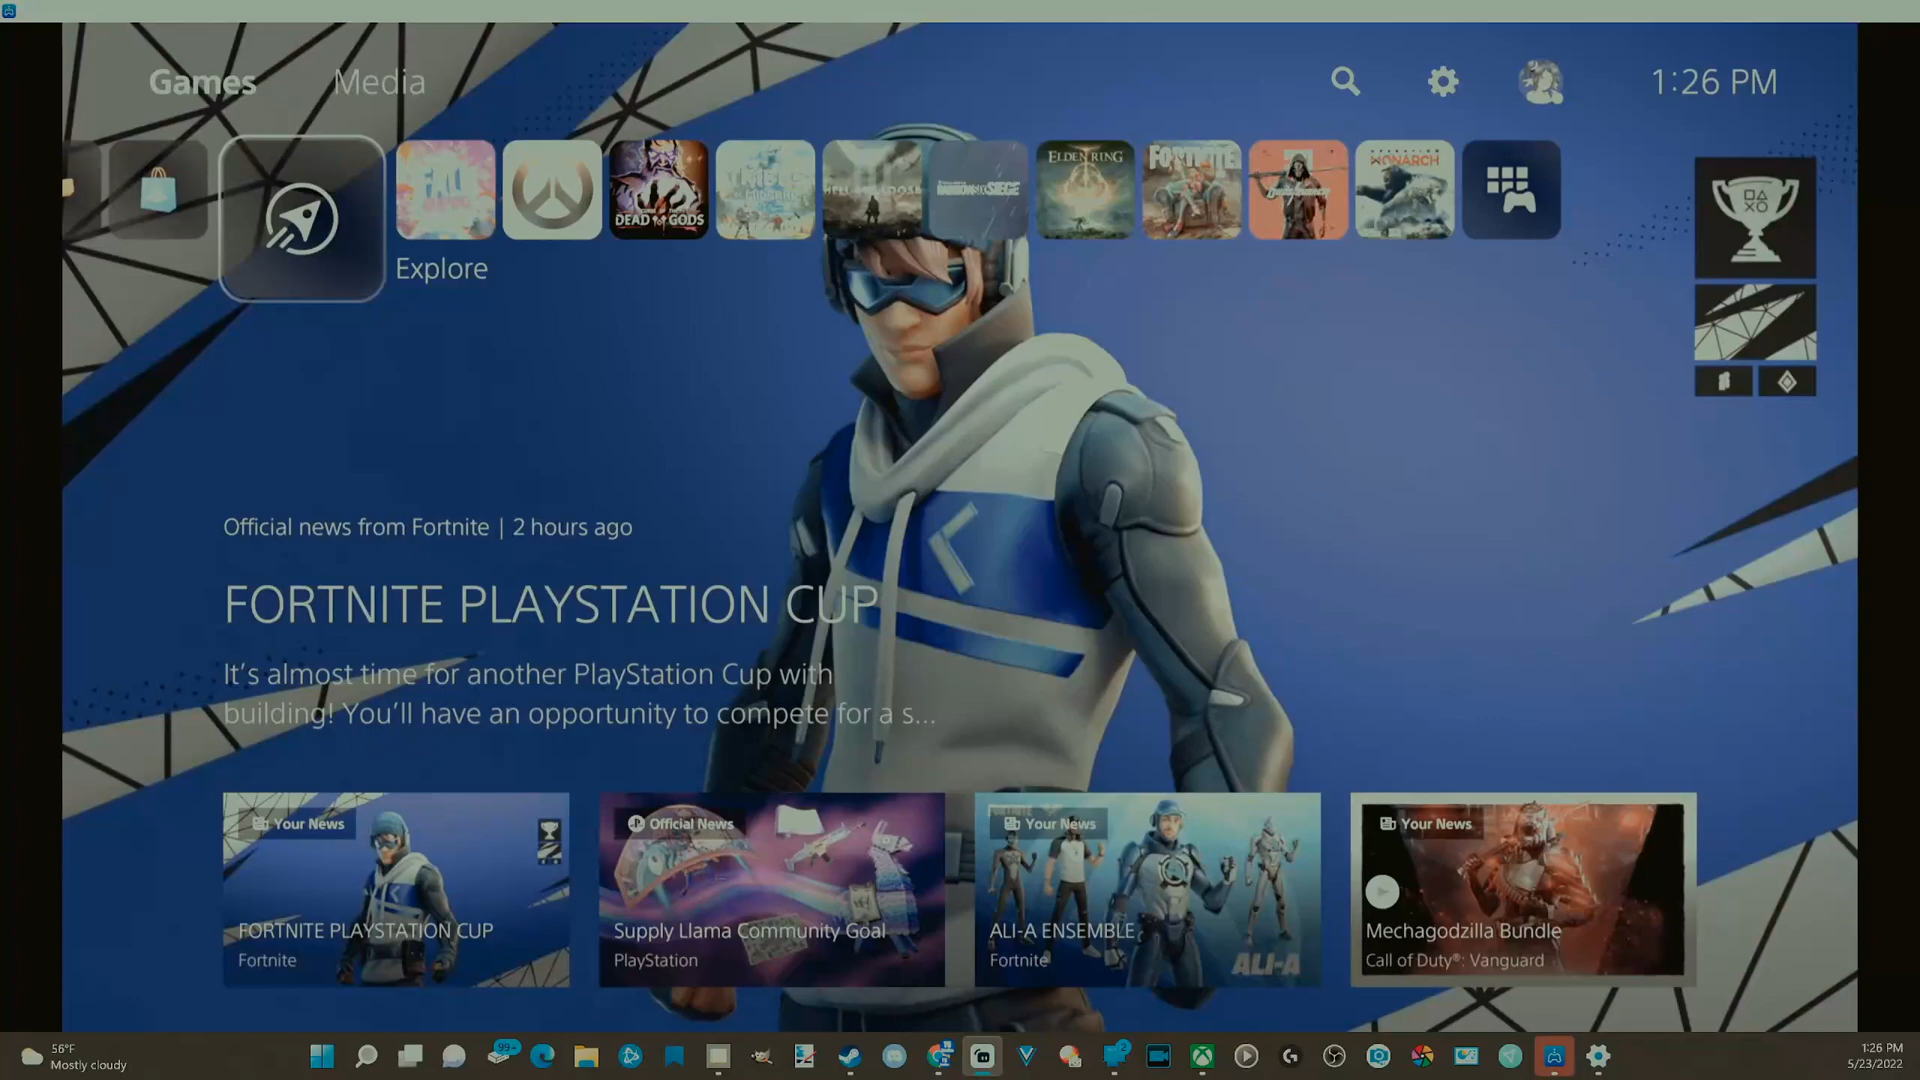 Games
Media
1:26 PM
ELDEN RING
FORTNITE
MONARCH
DEAD GODS
Explore
Official news from Fortnite | 2 hours ago
FORTNITE PLAYSTATION CUP
It's almost time for another PlayStation Cup with
building! You'll have an opportunity to compete for a s...
Your News
FORTNITE PLAYSTATION CUP
Fortnite
Official News
Supply Llama Community Goal
PlayStation
Your News
ALI-A ENSEMBLE
Fortnite
ALI-A
Your News
Mechagodzilla Bundle
Call of Duty®: Vanguard
56°F
Mostly cloudy
99+
2
1:26 PM
5/23/2022